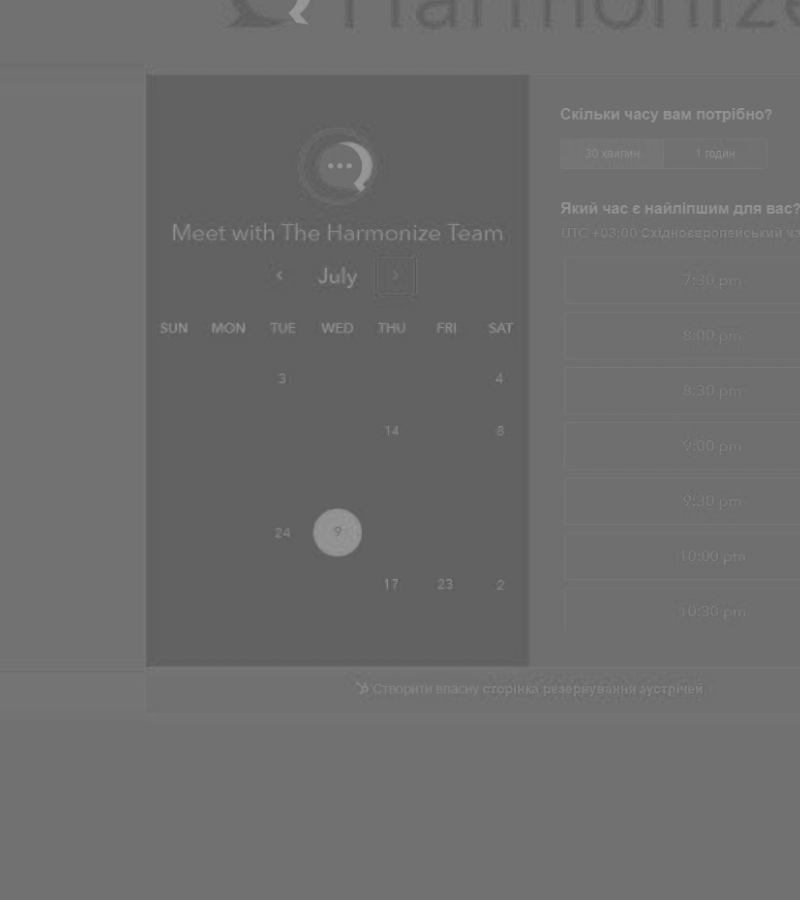 Harmonize
Meet with The Harmonize Team
‹ July ›
SUN MON TUE WED THU FRI SAT
3 4
14 8
24 9
17 23 2
Скільки часу вам потрібно?
30 хвилин 1 годин
Який час є найліпшим для вас?
UTC +03:00 Східноєвропейський
7:30 pm
8:00 pm
8:30 pm
9:00 pm
9:30 pm
10:00 pm
10:30 pm
Створити власну сторінка резервування зустрічей